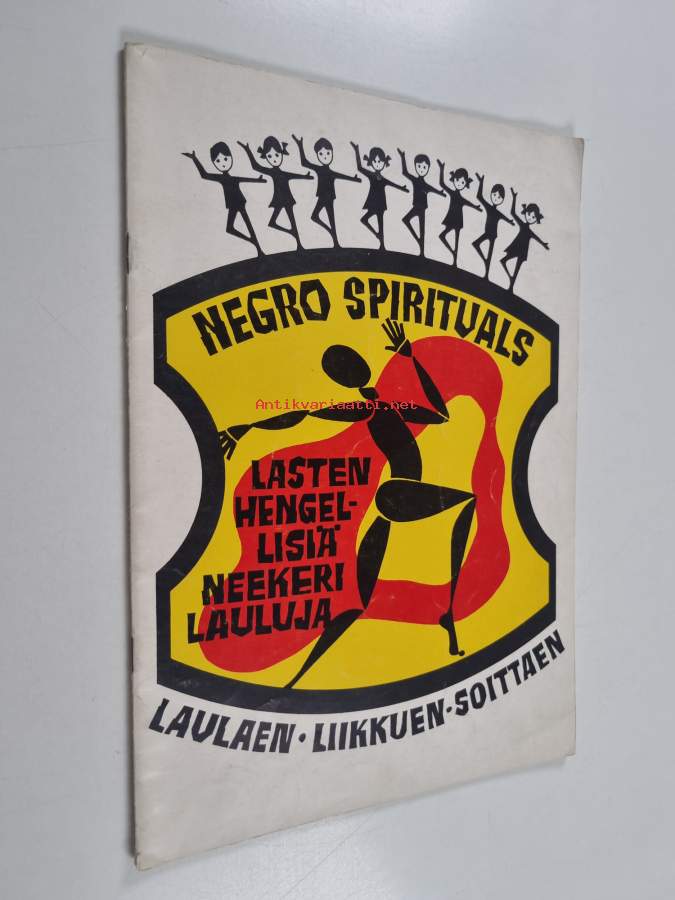 NEGRO SPIRITUALS
Antikvariaatti.net
LASTEN
HENGEL-
LISIÄ
NEEKERI
LAULUJA
LAULAEN · LIIKKUEN · SOITTAEN